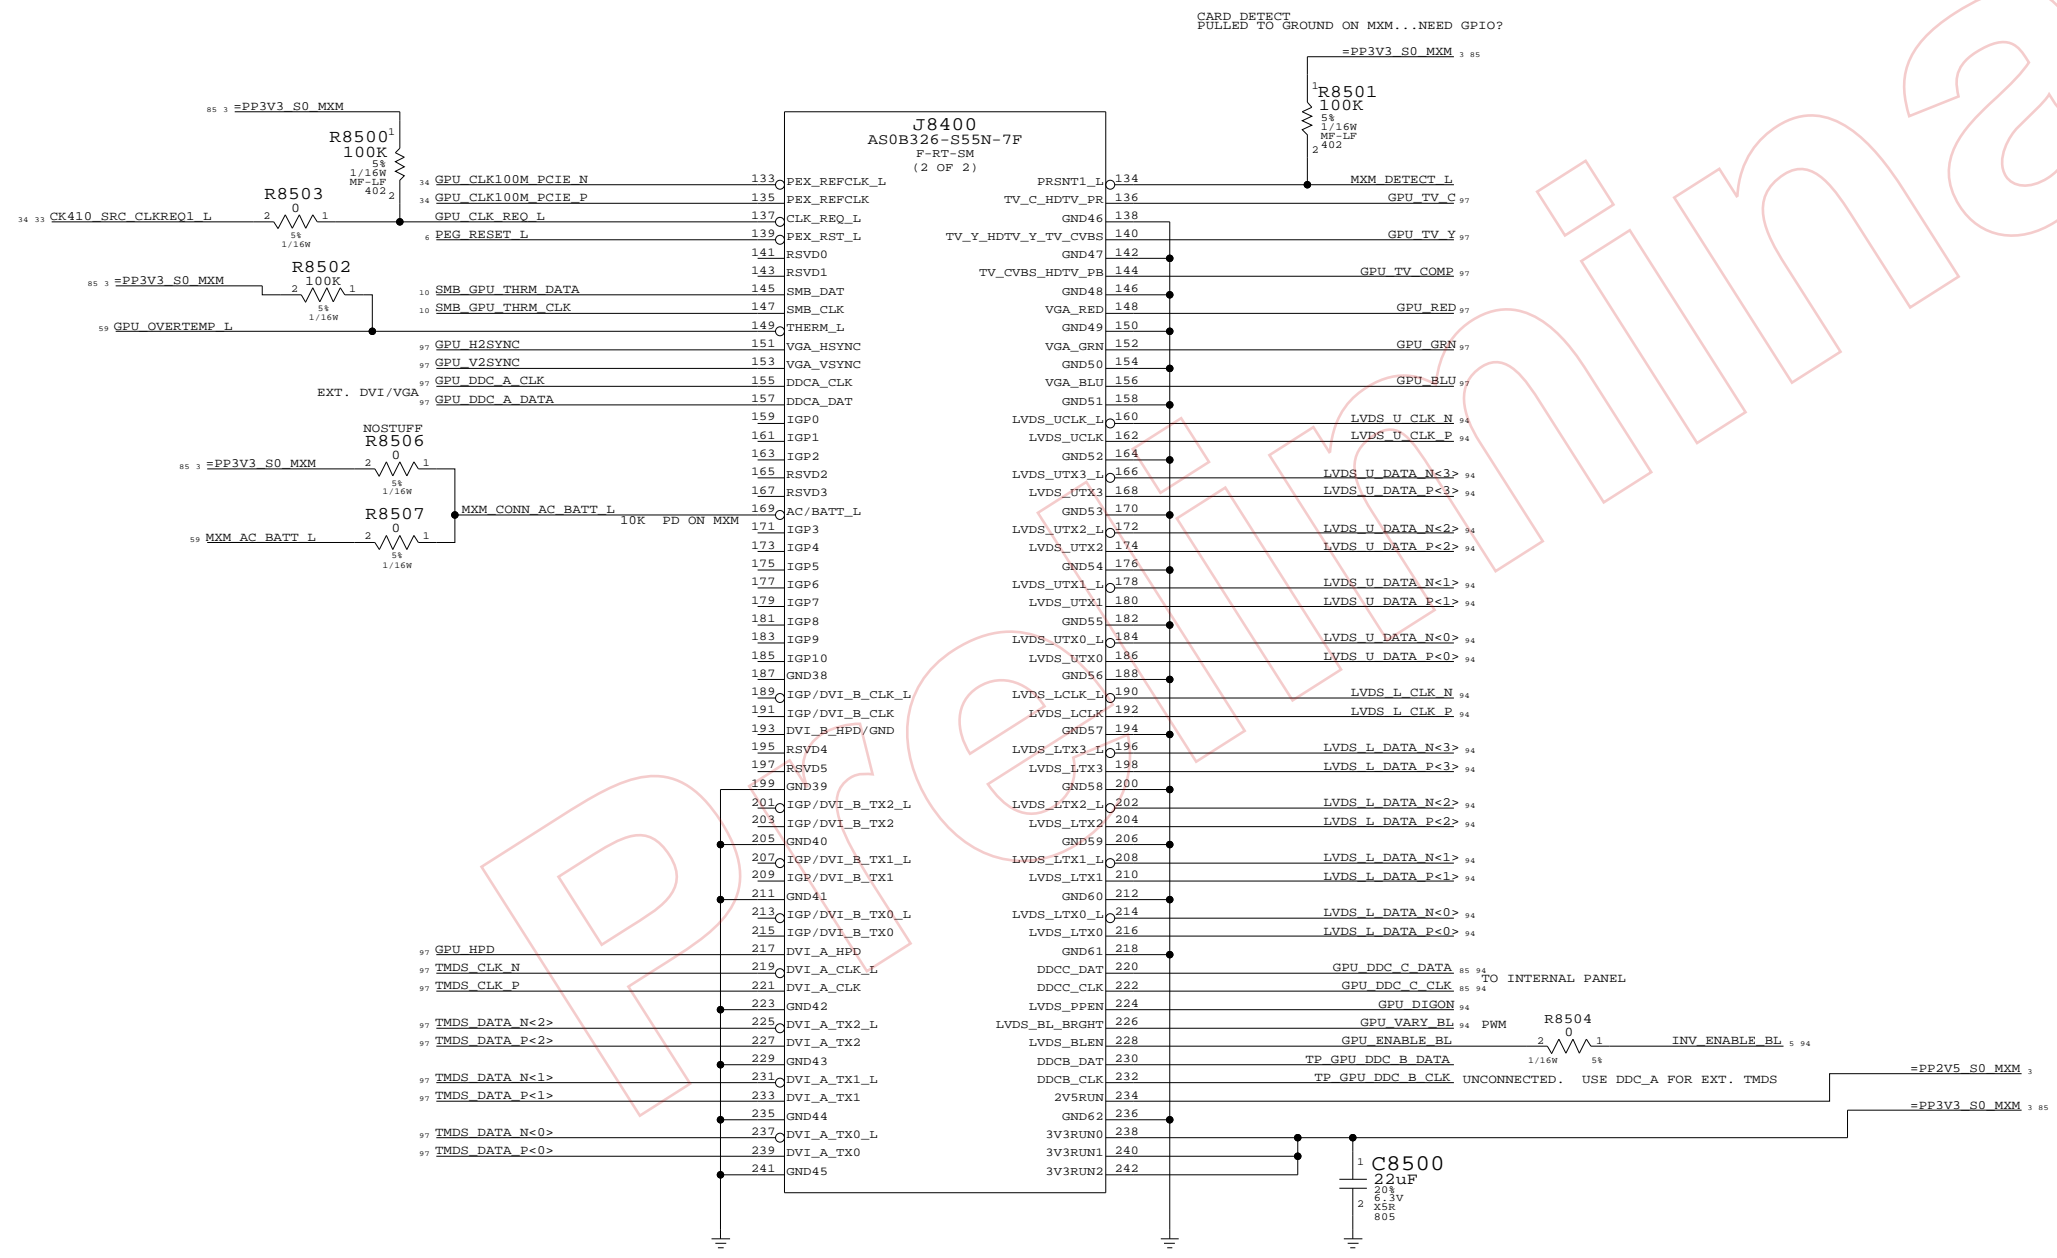 CARD DETECT
PULLED TO GROUND ON MXM...NEED GPIO?
=PP3V3_S0_MXM 3 85
1
R8501
100K
5%
1/16W
MF-LF
402
2
85 3 =PP3V3_S0_MXM
R8500 1
100K
5%
1/16W
MF-LF
402 2
R8503
0
34 33 CK410_SRC_CLKREQ1_L 2 1
5%
1/16W
R8502
85 3 =PP3V3_S0_MXM
100K
2 1
5%
1/16W
59 GPU_OVERTEMP_L
EXT. DVI/VGA
NOSTUFF
R8506
0
85 3 =PP3V3_S0_MXM 2 1
5%
1/16W
R8507
0
59 MXM_AC_BATT_L 2 1
5%
1/16W
MXM_CONN_AC_BATT_L
10K PD ON MXM
J8400
AS0B326-S55N-7F
F-RT-SM
(2 OF 2)
34 GPU_CLK100M_PCIE_N 133 PEX_REFCLK_L
34 GPU_CLK100M_PCIE_P 135 PEX_REFCLK
GPU_CLK_REQ_L 137 CLK_REQ_L
6 PEG_RESET_L 139 PEX_RST_L
141 RSVD0
143 RSVD1
10 SMB_GPU_THRM_DATA 145 SMB_DAT
10 SMB_GPU_THRM_CLK 147 SMB_CLK
149 THERM_L
97 GPU_H2SYNC 151 VGA_HSYNC
97 GPU_V2SYNC 153 VGA_VSYNC
97 GPU_DDC_A_CLK 155 DDCA_CLK
97 GPU_DDC_A_DATA 157 DDCA_DAT
159 IGP0
161 IGP1
163 IGP2
165 RSVD2
167 RSVD3
169 AC/BATT_L
171 IGP3
173 IGP4
175 IGP5
177 IGP6
179 IGP7
181 IGP8
183 IGP9
185 IGP10
187 GND38
189 IGP/DVI_B_CLK_L
191 IGP/DVI_B_CLK
193 DVI_B_HPD/GND
195 RSVD4
197 RSVD5
199 GND39
201 IGP/DVI_B_TX2_L
203 IGP/DVI_B_TX2
205 GND40
207 IGP/DVI_B_TX1_L
209 IGP/DVI_B_TX1
211 GND41
213 IGP/DVI_B_TX0_L
215 IGP/DVI_B_TX0
97 GPU_HPD 217 DVI_A_HPD
97 TMDS_CLK_N 219 DVI_A_CLK_L
97 TMDS_CLK_P 221 DVI_A_CLK
223 GND42
97 TMDS_DATA_N<2> 225 DVI_A_TX2_L
97 TMDS_DATA_P<2> 227 DVI_A_TX2
229 GND43
97 TMDS_DATA_N<1> 231 DVI_A_TX1_L
97 TMDS_DATA_P<1> 233 DVI_A_TX1
235 GND44
97 TMDS_DATA_N<0> 237 DVI_A_TX0_L
97 TMDS_DATA_P<0> 239 DVI_A_TX0
241 GND45
PRSNT1_L 134 MXM_DETECT_L
TV_C_HDTV_PR 136 GPU_TV_C 97
GND46 138
TV_Y_HDTV_Y_TV_CVBS 140 GPU_TV_Y 97
GND47 142
TV_CVBS_HDTV_PB 144 GPU_TV_COMP 97
GND48 146
VGA_RED 148 GPU_RED 97
GND49 150
VGA_GRN 152 GPU_GRN 97
GND50 154
VGA_BLU 156 GPU_BLU 97
GND51 158
LVDS_UCLK_L 160 LVDS_U_CLK_N 94
LVDS_UCLK 162 LVDS_U_CLK_P 94
GND52 164
LVDS_UTX3_L 166 LVDS_U_DATA_N<3> 94
LVDS_UTX3 168 LVDS_U_DATA_P<3> 94
GND53 170
LVDS_UTX2_L 172 LVDS_U_DATA_N<2> 94
LVDS_UTX2 174 LVDS_U_DATA_P<2> 94
GND54 176
LVDS_UTX1_L 178 LVDS_U_DATA_N<1> 94
LVDS_UTX1 180 LVDS_U_DATA_P<1> 94
GND55 182
LVDS_UTX0_L 184 LVDS_U_DATA_N<0> 94
LVDS_UTX0 186 LVDS_U_DATA_P<0> 94
GND56 188
LVDS_LCLK_L 190 LVDS_L_CLK_N 94
LVDS_LCLK 192 LVDS_L_CLK_P 94
GND57 194
LVDS_LTX3_L 196 LVDS_L_DATA_N<3> 94
LVDS_LTX3 198 LVDS_L_DATA_P<3> 94
GND58 200
LVDS_LTX2_L 202 LVDS_L_DATA_N<2> 94
LVDS_LTX2 204 LVDS_L_DATA_P<2> 94
GND59 206
LVDS_LTX1_L 208 LVDS_L_DATA_N<1> 94
LVDS_LTX1 210 LVDS_L_DATA_P<1> 94
GND60 212
LVDS_LTX0_L 214 LVDS_L_DATA_N<0> 94
LVDS_LTX0 216 LVDS_L_DATA_P<0> 94
GND61 218
DDCC_DAT 220 GPU_DDC_C_DATA 85 94
TO INTERNAL PANEL
DDCC_CLK 222 GPU_DDC_C_CLK 85 94
LVDS_PPEN 224 GPU_DIGON 94
LVDS_BL_BRGHT 226 GPU_VARY_BL 94 PWM
R8504
0
LVDS_BLEN 228 GPU_ENABLE_BL 2 1 INV_ENABLE_BL 5 94
1/16W 5%
DDCB_DAT 230 TP_GPU_DDC_B_DATA
DDCB_CLK 232 TP_GPU_DDC_B_CLK UNCONNECTED. USE DDC_A FOR EXT. TMDS
=PP2V5_S0_MXM 3
2V5RUN 234
=PP3V3_S0_MXM 3 85
GND62 236
3V3RUN0 238
3V3RUN1 240
3V3RUN2 242
1 C8500
22uF
20%
6.3V
2 X5R
805
Prelimina